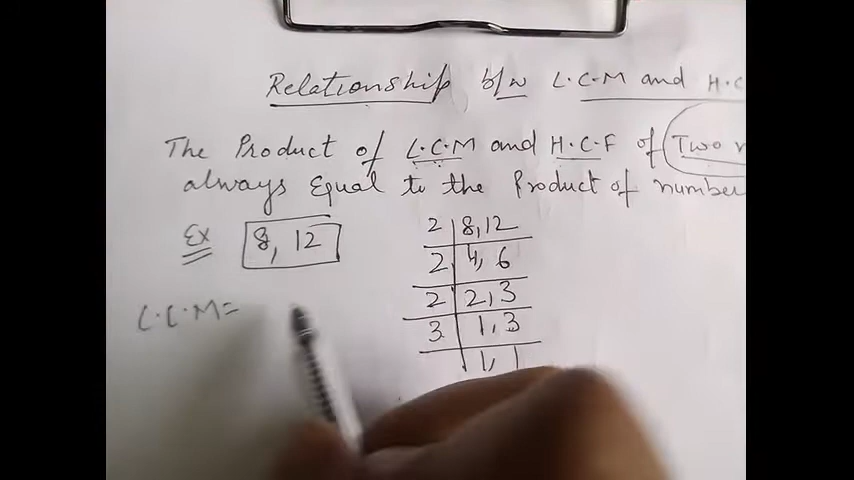 Relationship b/w L.C.M and H.C
The Product of L.C.M and H.C.F of Two
always Equal to the Product of number
Ex 8, 12
2 | 8, 12
2 | 4, 6
2 | 2, 3
3 | 1, 3
1, 1
L.C.M=